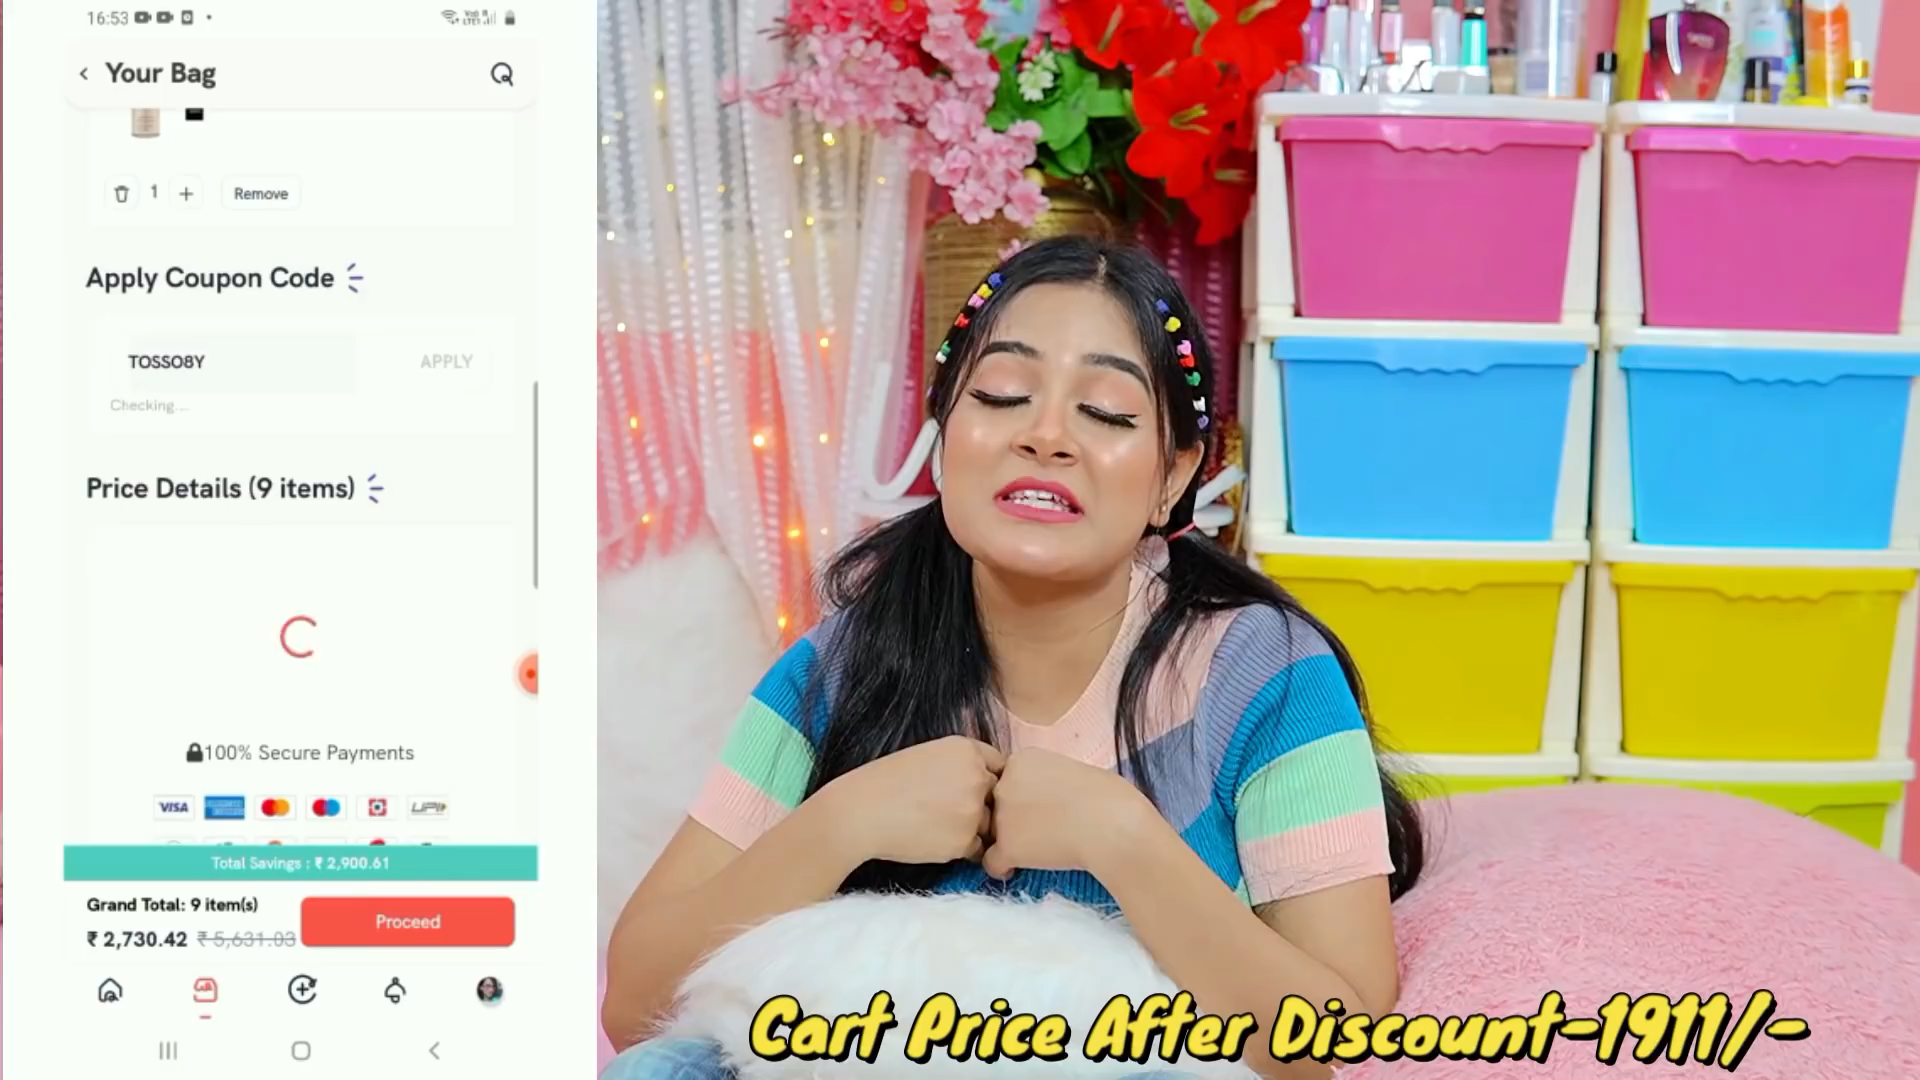 16:53
Your Bag
1
Remove
Apply Coupon Code
TOSSO8Y
APPLY
Checking...
Price Details (9 items)
100% Secure Payments
VISA
UPI
Total Savings : ₹ 2,900.61
Grand Total: 9 item(s)
₹ 2,730.42 ₹ 5,631.03
Proceed
Cart Price After Discount-1911/-